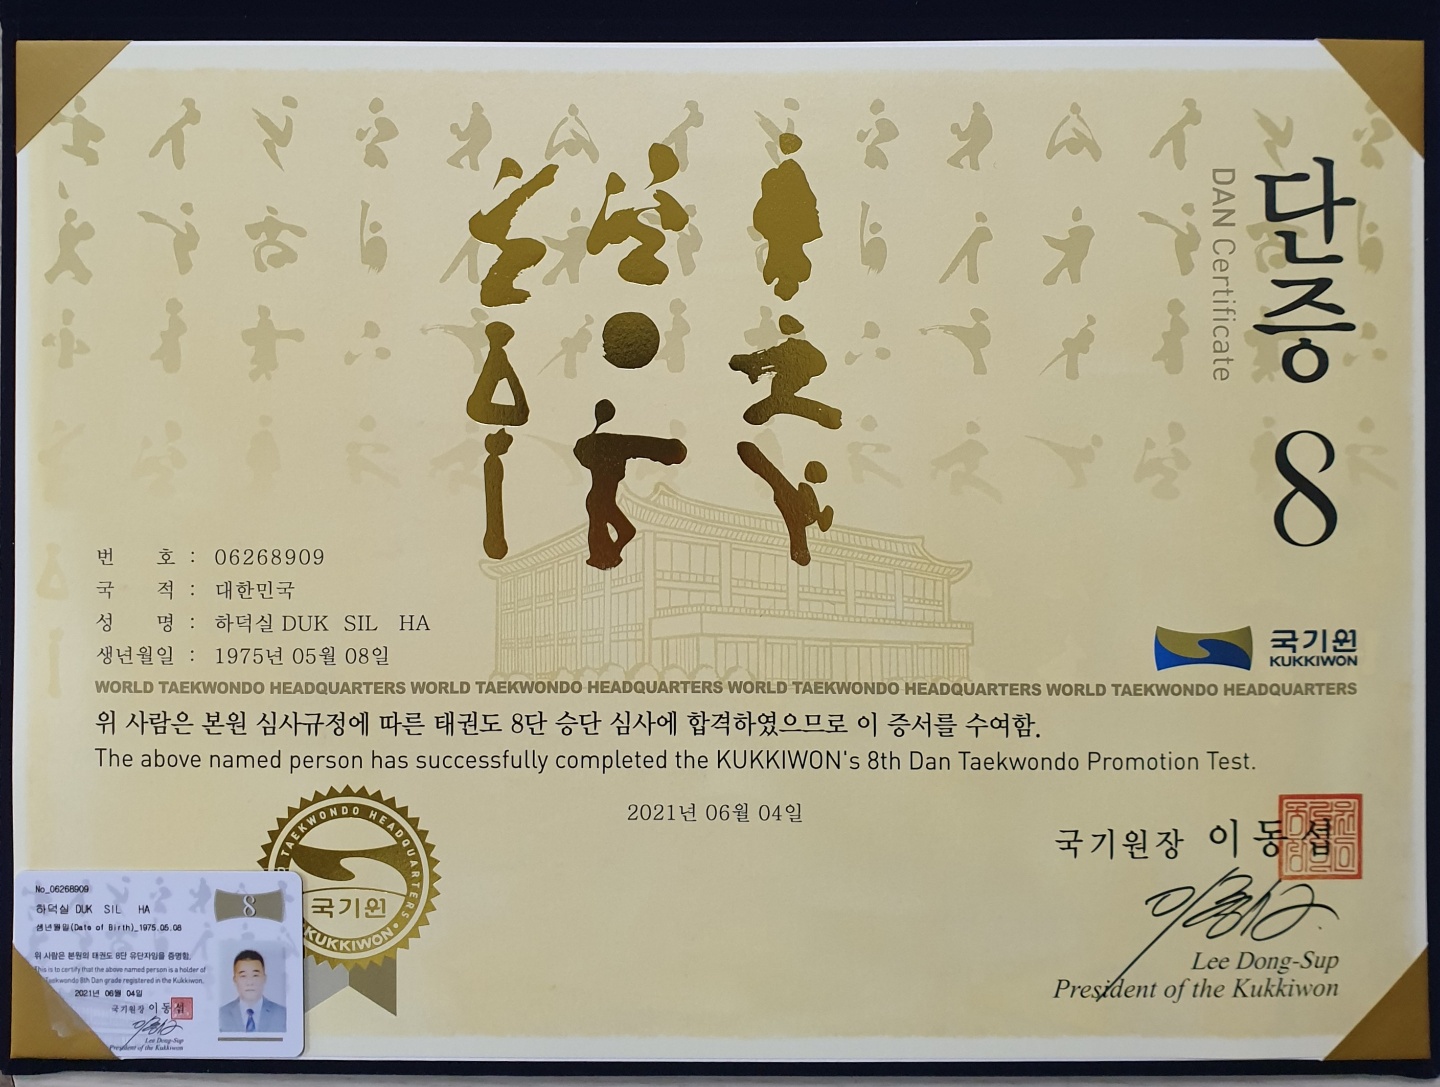 단증 8
DAN Certificate
번 호 : 06268909
국 적 : 대한민국
성 명 : 하덕실 DUK SIL HA
생년월일 : 1975년 05월 08일
국기원
KUKKIWON
WORLD TAEKWONDO HEADQUARTERS WORLD TAEKWONDO HEADQUARTERS WORLD TAEKWONDO HEADQUARTERS WORLD TAEKWONDO HEADQUARTERS
위 사람은 본원 심사규정에 따른 태권도 8단 승단 심사에 합격하였으므로 이 증서를 수여함.
The above named person has successfully completed the KUKKIWON's 8th Dan Taekwondo Promotion Test.
2021년 06월 04일
국기원장 이동섭
Lee Dong-Sup
President of the Kukkiwon
TAEKWONDO HEADQUARTERS
국기원
KUKKIWON
No_06268909
8
하덕실 DUK SIL HA
생년월일(Date of Birth)_1975.05.08
위 사람은 본원의 태권도 8단 유단자임을 증명함.
This is to certify that the above named person is a holder of
Taekwondo 8th Dan grade registered in the Kukkiwon.
2021년 06월 04일
국기원장 이동섭
Lee Dong-Sup
President of the Kukkiwon